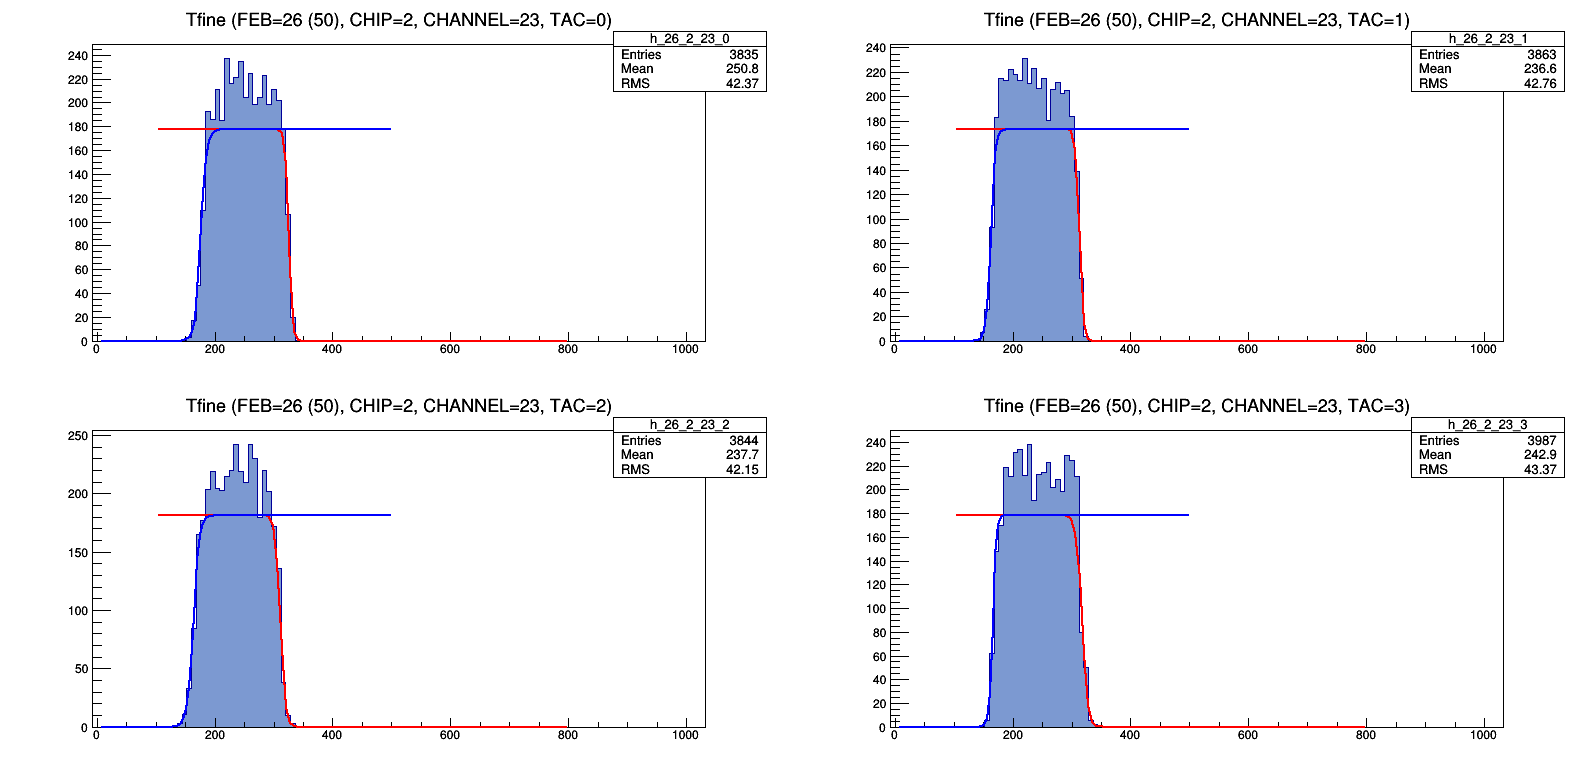 Tfine (FEB=26 (50), CHIP=2, CHANNEL=23, TAC=0)
h_26_2_23_0
Entries 3835
Mean 250.8
RMS 42.37
240
220
200
180
160
140
120
100
80
60
40
20
0
0 200 400 600 800 1000
Tfine (FEB=26 (50), CHIP=2, CHANNEL=23, TAC=1)
h_26_2_23_1
Entries 3863
Mean 236.6
RMS 42.76
240
220
200
180
160
140
120
100
80
60
40
20
0
0 200 400 600 800 1000
Tfine (FEB=26 (50), CHIP=2, CHANNEL=23, TAC=2)
h_26_2_23_2
Entries 3844
Mean 237.7
RMS 42.15
250
200
150
100
50
0
0 200 400 600 800 1000
Tfine (FEB=26 (50), CHIP=2, CHANNEL=23, TAC=3)
h_26_2_23_3
Entries 3987
Mean 242.9
RMS 43.37
240
220
200
180
160
140
120
100
80
60
40
20
0
0 200 400 600 800 1000